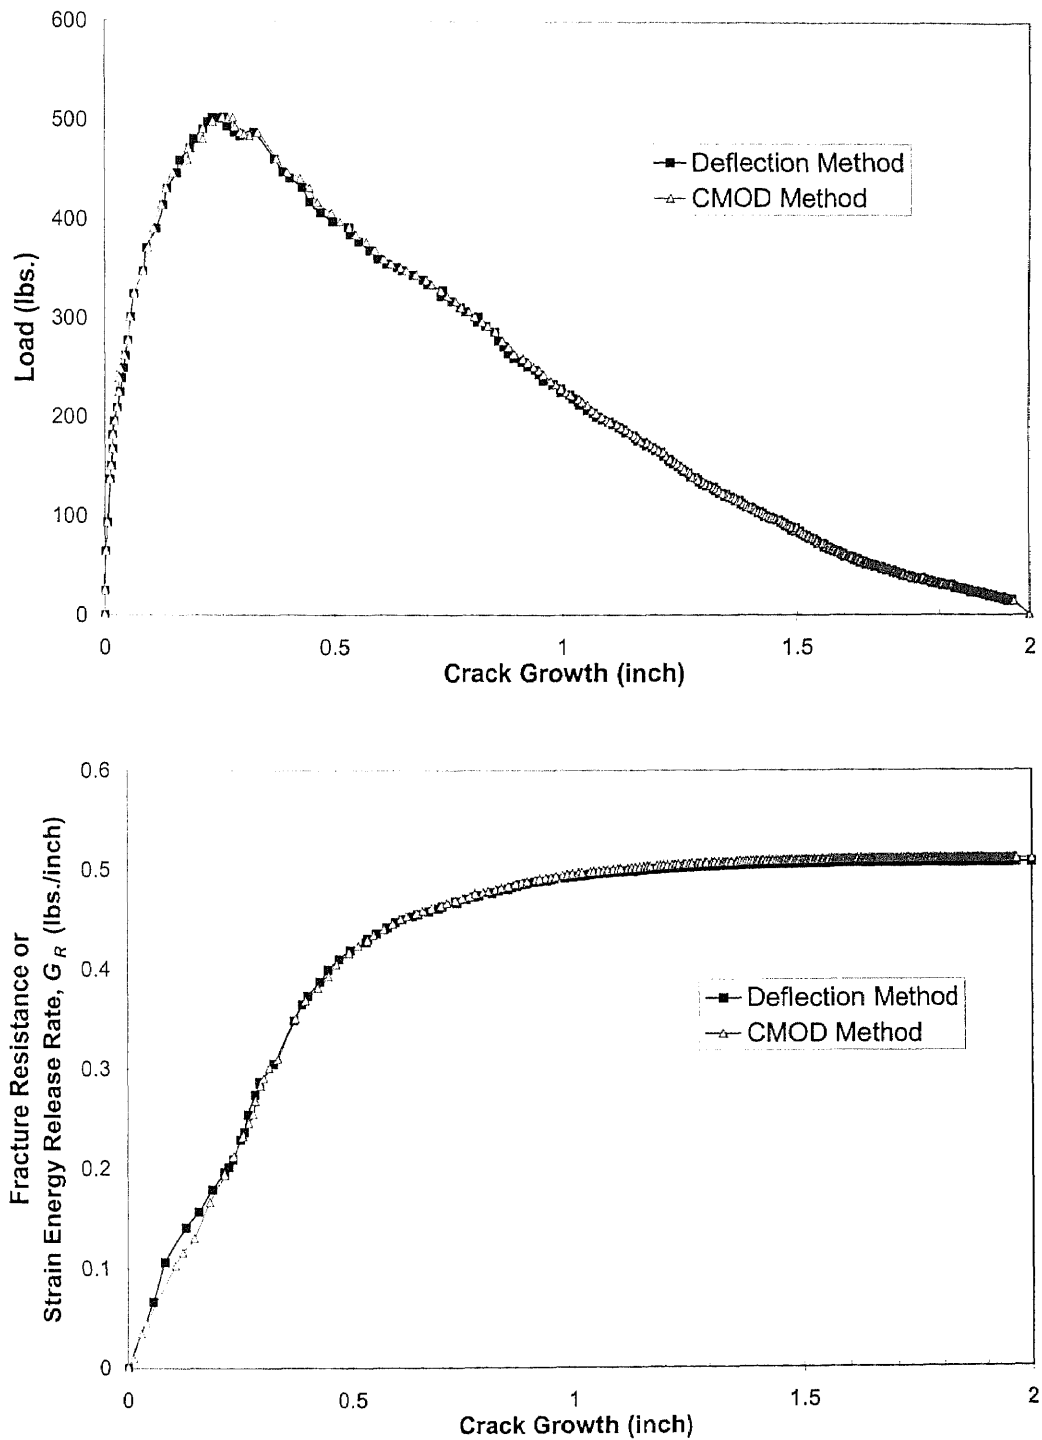 600
500
400
300
200
100
0
Load (lbs.)
Deflection Method
CMOD Method
0 0.5 1 1.5 2
Crack Growth (inch)
0.6
0.5
0.4
0.3
0.2
0.1
0
Fracture Resistance or
Strain Energy Release Rate, G R (lbs./inch)
Deflection Method
CMOD Method
0 0.5 1 1.5 2
Crack Growth (inch)